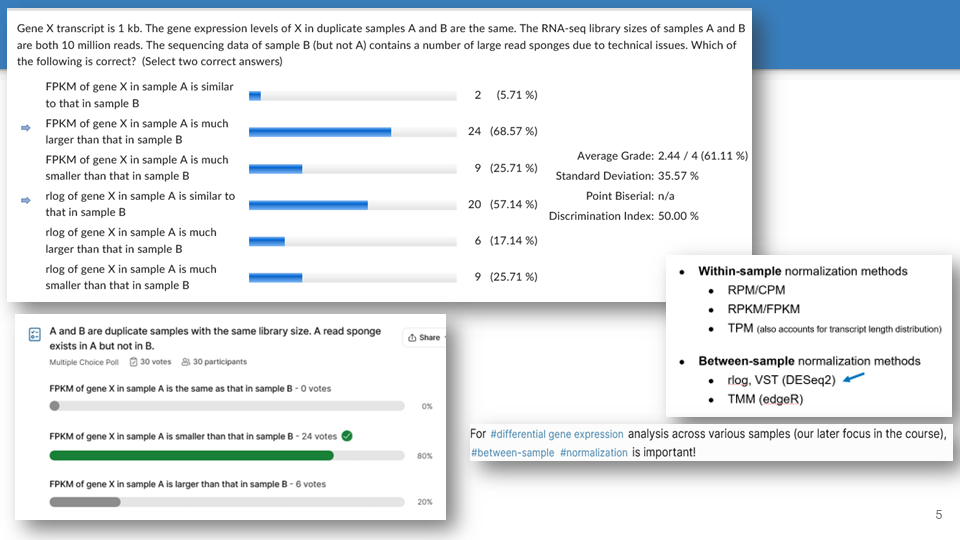 Gene X transcript is 1 kb. The gene expression levels of X in duplicate samples A and B are the same. The RNA-seq library sizes of samples A and B
are both 10 million reads. The sequencing data of sample B (but not A) contains a number of large read sponges due to technical issues. Which of
the following is correct? (Select two correct answers)
FPKM of gene X in sample A is similar
to that in sample B
2 (5.71 %)
FPKM of gene X in sample A is much
larger than that in sample B
24 (68.57 %)
FPKM of gene X in sample A is much
smaller than that in sample B
9 (25.71 %)
rlog of gene X in sample A is similar to
that in sample B
20 (57.14 %)
rlog of gene X in sample A is much
larger than that in sample B
6 (17.14 %)
rlog of gene X in sample A is much
smaller than that in sample B
9 (25.71 %)
Average Grade: 2.44 / 4 (61.11 %)
Standard Deviation: 35.57 %
Point Biserial: n/a
Discrimination Index: 50.00 %
A and B are duplicate samples with the same library size. A read sponge
exists in A but not in B.
Share
Multiple Choice Poll 30 votes 30 participants
FPKM of gene X in sample A is the same as that in sample B - 0 votes
0%
FPKM of gene X in sample A is smaller than that in sample B - 24 votes
80%
FPKM of gene X in sample A is larger than that in sample B - 6 votes
20%
• Within-sample normalization methods
• RPM/CPM
• RPKM/FPKM
• TPM (also accounts for transcript length distribution)
• Between-sample normalization methods
• rlog, VST (DESeq2)
• TMM (edgeR)
For #differential gene expression analysis across various samples (our later focus in the course),
#between-sample #normalization is important!
5